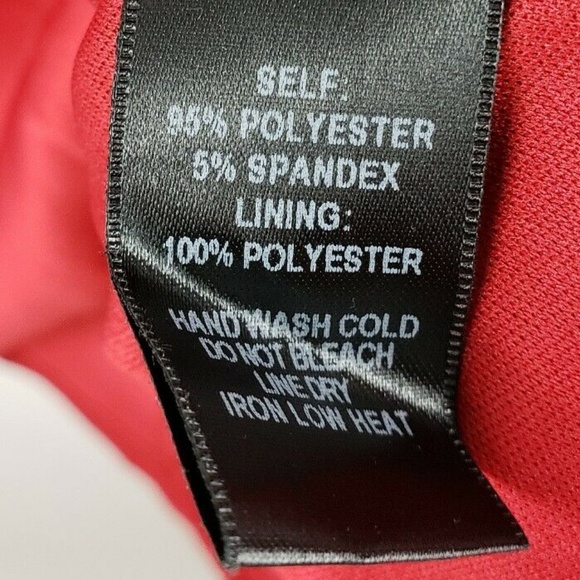 SELF:
95% POLYESTER
5% SPANDEX
LINING:
100% POLYESTER
HAND WASH COLD
DO NOT BLEACH
LINE DRY
IRON LOW HEAT